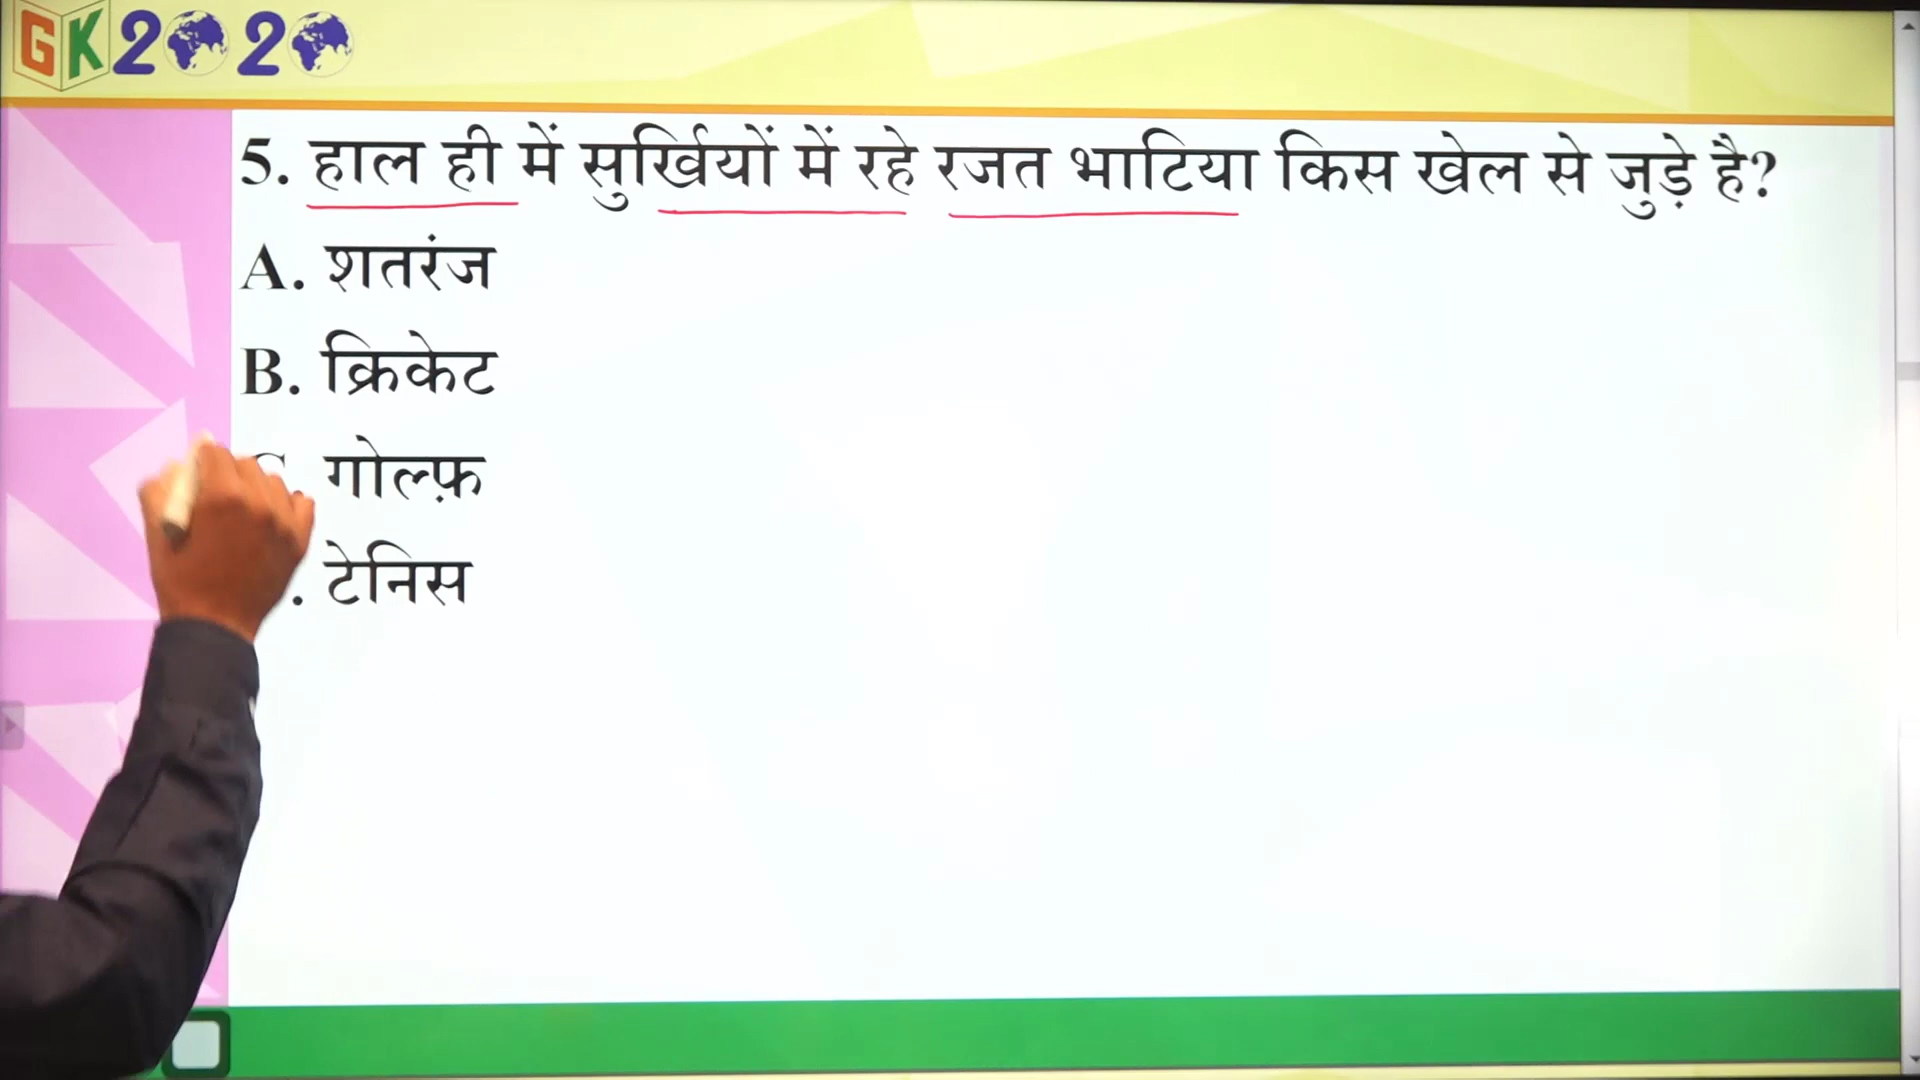 GK2020
5. हाल ही में सुर्खियों में रहे रजत भाटिया किस खेल से जुड़े है?
A. शतरंज
B. क्रिकेट
C. गोल्फ़
. टेनिस